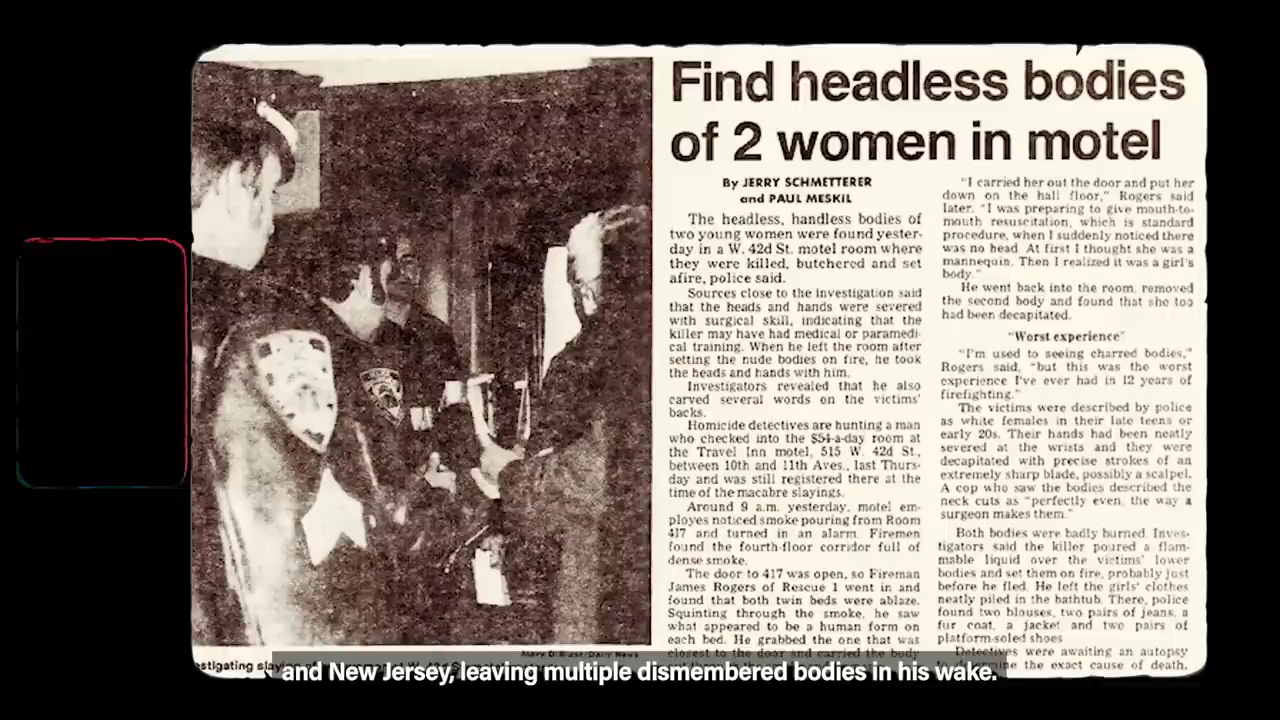 Find headless bodies
of 2 women in motel
By JERRY SCHMETTERER
and PAUL MESKIL
The headless, handless bodies of
two young women were found yester-
day in a W. 42d St. motel room where
they were killed, butchered and set
afire, police said.
Sources close to the investigation said
that the heads and hands were severed
with surgical skill, indicating that the
killer may have had medical or paramedi-
cal training. When he left the room after
setting the nude bodies on fire, he took
the heads and hands with him.
Investigators revealed that he also
carved several words on the victims'
backs.
Homicide detectives are hunting a man
who checked into the $54-a-day room at
the Travel Inn motel, 515 W. 42d St.,
between 10th and 11th Aves., last Thurs-
day and was still registered there at the
time of the macabre slayings.
Around 9 a.m. yesterday, motel em-
ployes noticed smoke pouring from Room
417 and turned in an alarm. Firemen
found the fourth-floor corridor full of
dense smoke.
The door to 417 was open, so Fireman
James Rogers of Rescue 1 went in and
found that both twin beds were ablaze.
Squinting through the smoke, he saw
what appeared to be a human form on
each bed. He grabbed the one that was
closest to the door and carried the body
"I carried her out the door and put her
down on the hall floor," Rogers said
later. "I was preparing to give mouth-to-
mouth resuscitation, which is standard
procedure, when I suddenly noticed there
was no head. At first I thought she was a
mannequin. Then I realized it was a girl's
body."
He went back into the room, removed
the second body and found that she too
had been decapitated.
"Worst experience"
"I'm used to seeing charred bodies,"
Rogers said, "but this was the worst
experience I've ever had in 12 years of
firefighting."
The victims were described by police
as white females in their late teens or
early 20s. Their hands had been neatly
severed at the wrists and they were
decapitated with precise strokes of an
extremely sharp blade, possibly a scalpel.
A cop who saw the bodies described the
neck cuts as "perfectly even, the way a
surgeon makes them."
Both bodies were badly burned. Inves-
tigators said the killer poured a flam-
mable liquid over the victims' lower
bodies and set them on fire, probably just
before he fled. He left the girls' clothes
neatly piled in the bathtub. There, police
found two blouses, two pairs of jeans, a
fur coat, a jacket and two pairs of
platform-soled shoes
Detectives were awaiting an autopsy
the exact cause of death,
and New Jersey, leaving multiple dismembered bodies in his wake.